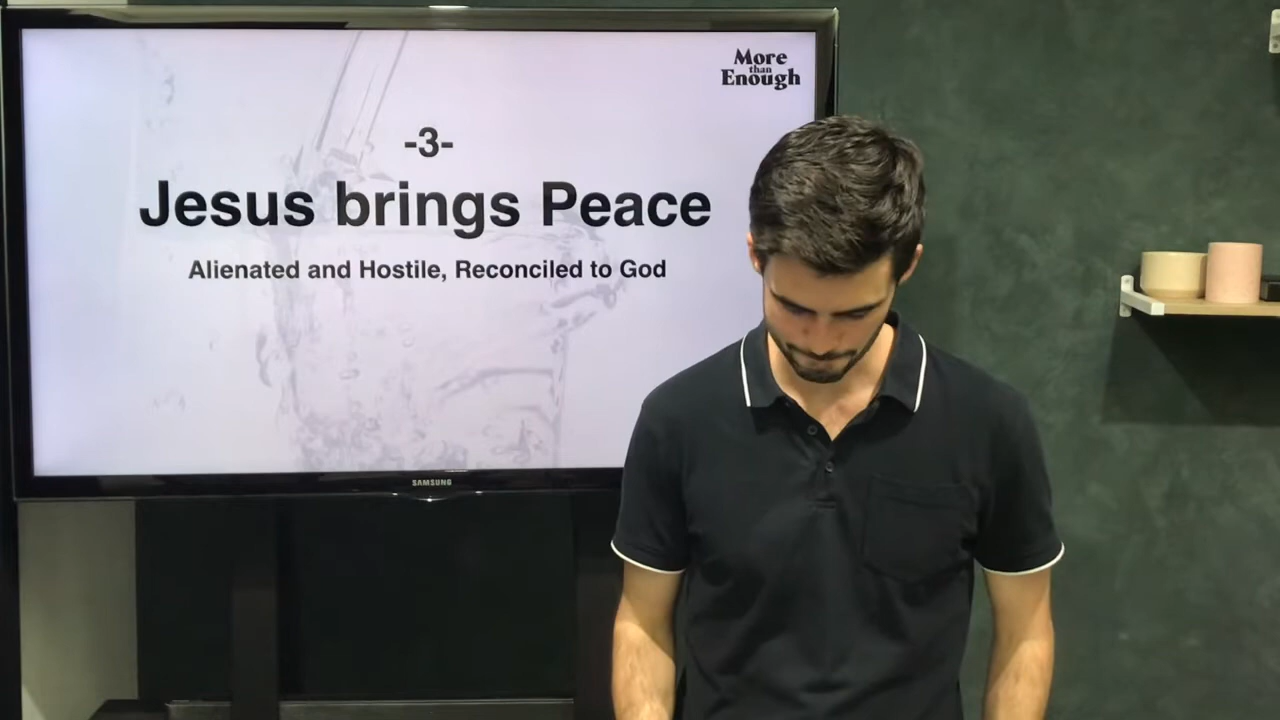 More
than
Enough
-3-
Jesus brings Peace
Alienated and Hostile, Reconciled to God
SAMSUNG